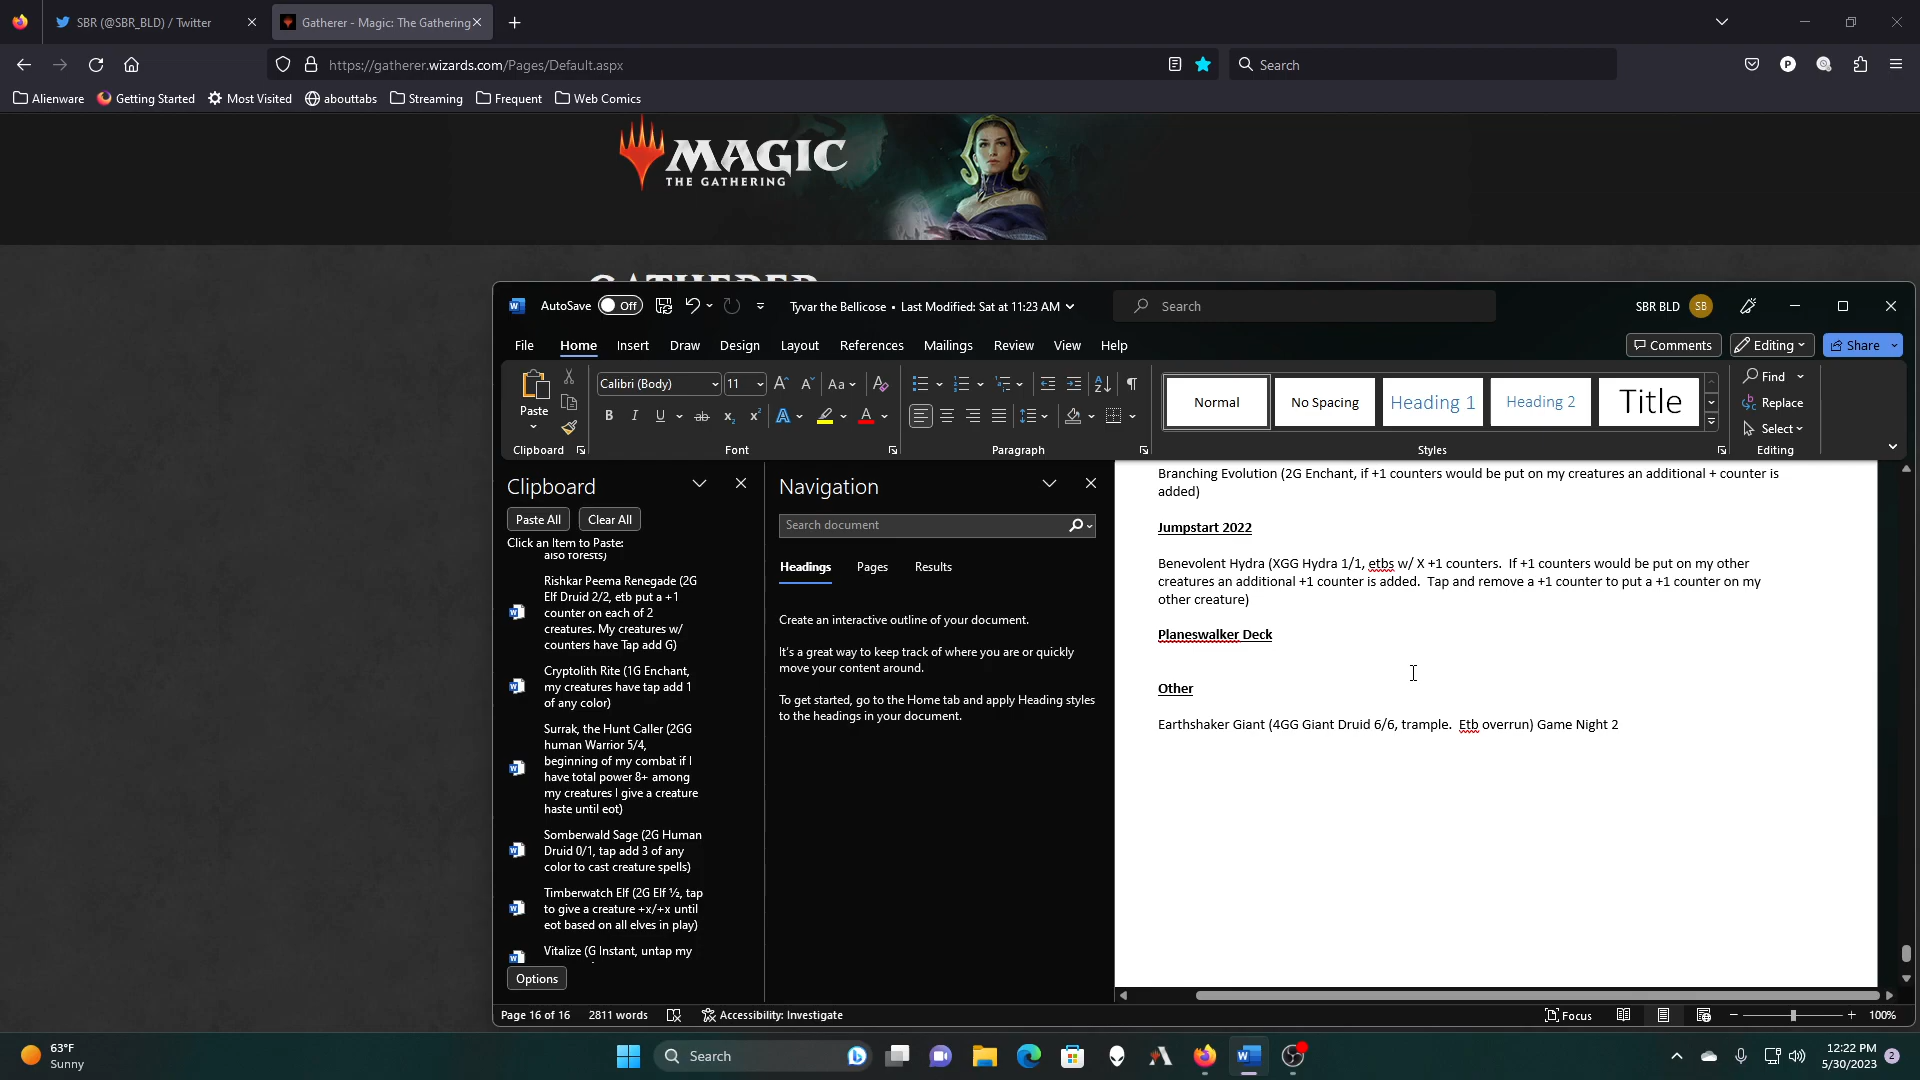 SBR (@SBR_BLD) / Twitter
Gatherer - Magic: The Gathering
https://gatherer.wizards.com/Pages/Default.aspx
Search
Alienware
Getting Started
Most Visited
abouttabs
Streaming
Frequent
Web Comics
MAGIC
THE GATHERING
AutoSave
Off
Tyvar the Bellicose • Last Modified: Sat at 11:23 AM
Search
SBR BLD
SB
File
Home
Insert
Draw
Design
Layout
References
Mailings
Review
View
Help
Comments
Editing
Share
Paste
Calibri (Body)
11
Normal
No Spacing
Heading 1
Heading 2
Title
Find
Replace
Select
Clipboard
Font
Paragraph
Styles
Editing
Clipboard
Paste All
Clear All
Click an Item to Paste:
also forests)
Rishkar Peema Renegade (2G
Elf Druid 2/2, etb put a +1
counter on each of 2
creatures. My creatures w/
counters have Tap add G)
Cryptolith Rite (1G Enchant,
my creatures have tap add 1
of any color)
Surrak, the Hunt Caller (2GG
human Warrior 5/4,
beginning of my combat if I
have total power 8+ among
my creatures I give a creature
haste until eot)
Somberwald Sage (2G Human
Druid 0/1, tap add 3 of any
color to cast creature spells)
Timberwatch Elf (2G Elf ½, tap
to give a creature +x/+x until
eot based on all elves in play)
Vitalize (G Instant, untap my
Options
Navigation
Search document
Headings
Pages
Results
Create an interactive outline of your document.
It's a great way to keep track of where you are or quickly
move your content around.
To get started, go to the Home tab and apply Heading styles
to the headings in your document.
Branching Evolution (2G Enchant, if +1 counters would be put on my creatures an additional + counter is
added)
Jumpstart 2022
Benevolent Hydra (XGG Hydra 1/1, etbs w/ X +1 counters.  If +1 counters would be put on my other
creatures an additional +1 counter is added.  Tap and remove a +1 counter to put a +1 counter on my
other creature)
Planeswalker Deck
Other
Earthshaker Giant (4GG Giant Druid 6/6, trample.  Etb overrun) Game Night 2
Page 16 of 16
2811 words
Accessibility: Investigate
Focus
100%
63°F
Sunny
Search
12:22 PM
5/30/2023
2